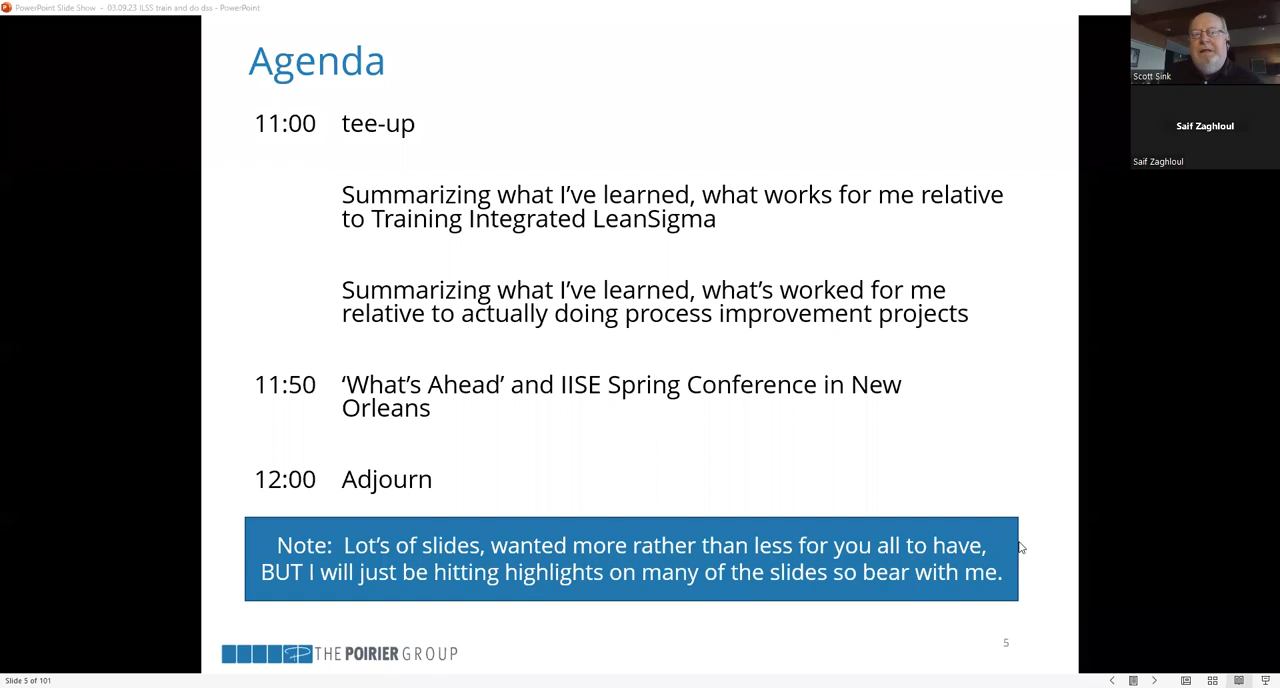 PowerPoint Slide Show - 03.09.23 ILSS train and do dss - PowerPoint
Agenda
11:00 tee-up
Summarizing what I’ve learned, what works for me relative
to Training Integrated LeanSigma
Summarizing what I’ve learned, what’s worked for me
relative to actually doing process improvement projects
11:50 ‘What’s Ahead’ and IISE Spring Conference in New
Orleans
12:00 Adjourn
Note: Lot’s of slides, wanted more rather than less for you all to have,
BUT I will just be hitting highlights on many of the slides so bear with me.
THE POIRIER GROUP
5
Slide 5 of 101
Scott Sink
Saif Zaghloul
Saif Zaghloul